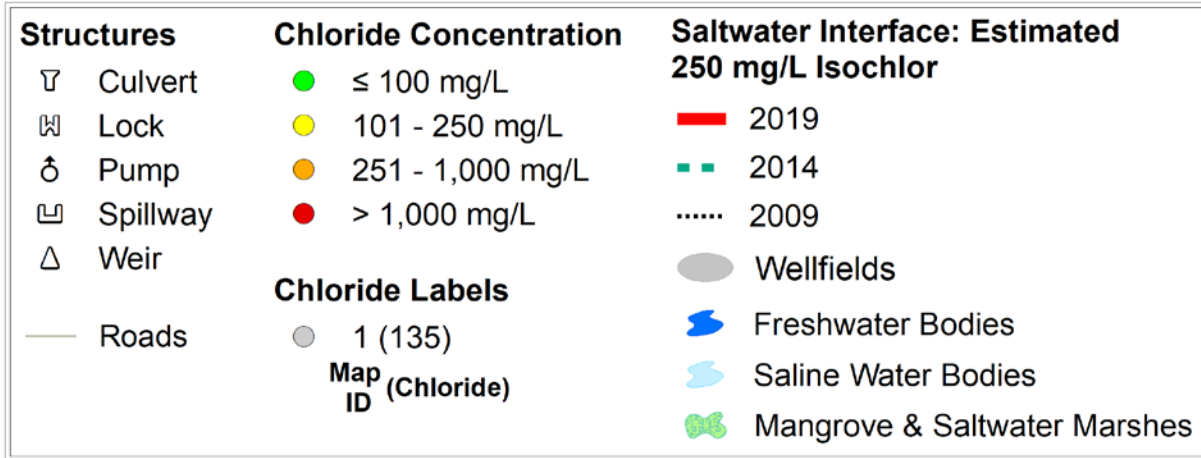 Structures
Culvert
Lock
Pump
Spillway
Weir
Roads
Chloride Concentration
≤ 100 mg/L
101 - 250 mg/L
251 - 1,000 mg/L
> 1,000 mg/L
Chloride Labels
1 (135)
Map
ID (Chloride)
Saltwater Interface: Estimated
250 mg/L Isochlor
2019
2014
2009
Wellfields
Freshwater Bodies
Saline Water Bodies
Mangrove & Saltwater Marshes